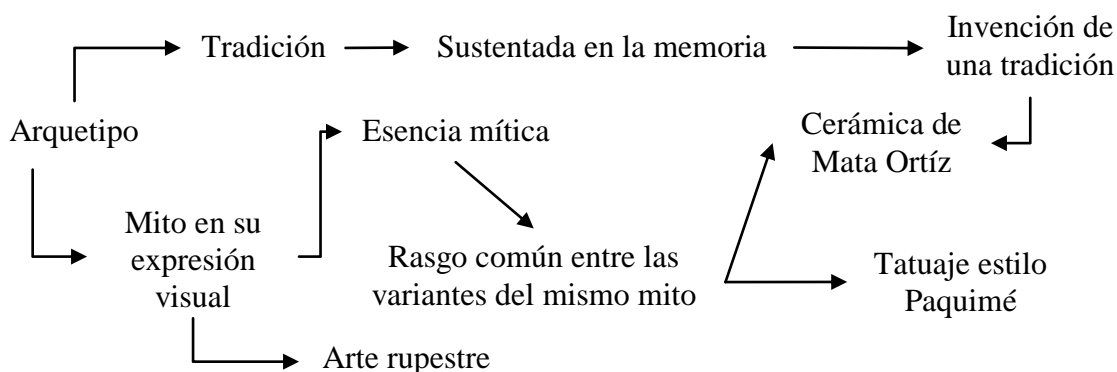 Tradición
Sustentada en la memoria
Invención de
una tradición
Arquetipo
Esencia mítica
Cerámica de
Mata Ortíz
Mito en su
expresión
visual
Rasgo común entre las
variantes del mismo mito
Tatuaje estilo
Paquimé
Arte rupestre